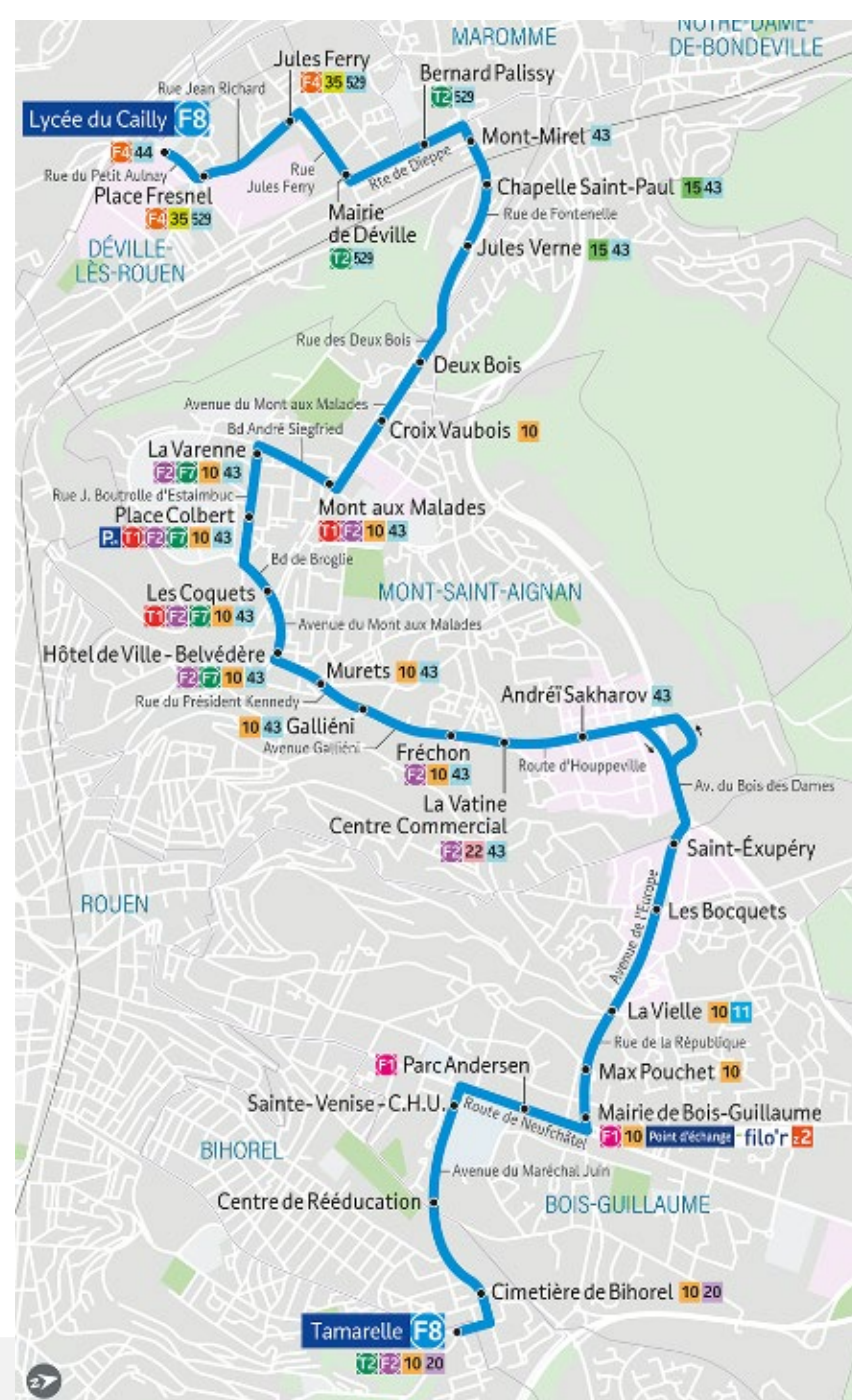 NOTRE-DAME-
DE-BONDEVILLE
MAROMME
Jules Ferry
F4 35 529
Bernard Palissy
T2 529
Rue Jean Richard
Lycée du Cailly F8
F4 44
Mont-Mirel 43
Rue du Petit Aulnay
Place Fresnel
F4 35 529
Rue
Jules Ferry
Rte de Dieppe
Chapelle Saint-Paul 15 43
Mairie
de Déville
T2 529
Rue de Fontenelle
DÉVILLE-
LÈS-ROUEN
Jules Verne 15 43
Rue des Deux Bois
Deux Bois
Avenue du Mont aux Malades
Bd André Siegfried
Croix Vaubois 10
La Varenne
F2 F7 10 43
Rue J. Boutrolle d'Estaimbuc
Mont aux Malades
T1 F2 10 43
Place Colbert
P+R T1 F2 F7 10 43
Bd de Broglie
Les Coquets
T1 F2 F7 10 43
MONT-SAINT-AIGNAN
Avenue du Mont aux Malades
Hôtel de Ville - Belvédère
F2 F7 10 43
Murets 10 43
Rue du Président Kennedy
Andréï Sakharov 43
10 43 Galliéni
Avenue Galliéni
Fréchon
F2 10 43
Route d'Houppeville
La Vatine
Centre Commercial
F2 22 43
Av. du Bois des Dames
Saint-Éxupéry
ROUEN
Avenue de l'Europe
Les Bocquets
La Vielle 10 11
Rue de la République
F1 Parc Andersen
Max Pouchet 10
Sainte-Venise - C.H.U.
Route de Neufchâtel
Mairie de Bois-Guillaume
F1 10 Point d'échange - filo'r z2
BIHOREL
Avenue du Maréchal Juin
Centre de Rééducation
BOIS-GUILLAUME
Cimetière de Bihorel 10 20
Tamarelle F8
T2 F2 10 20
z